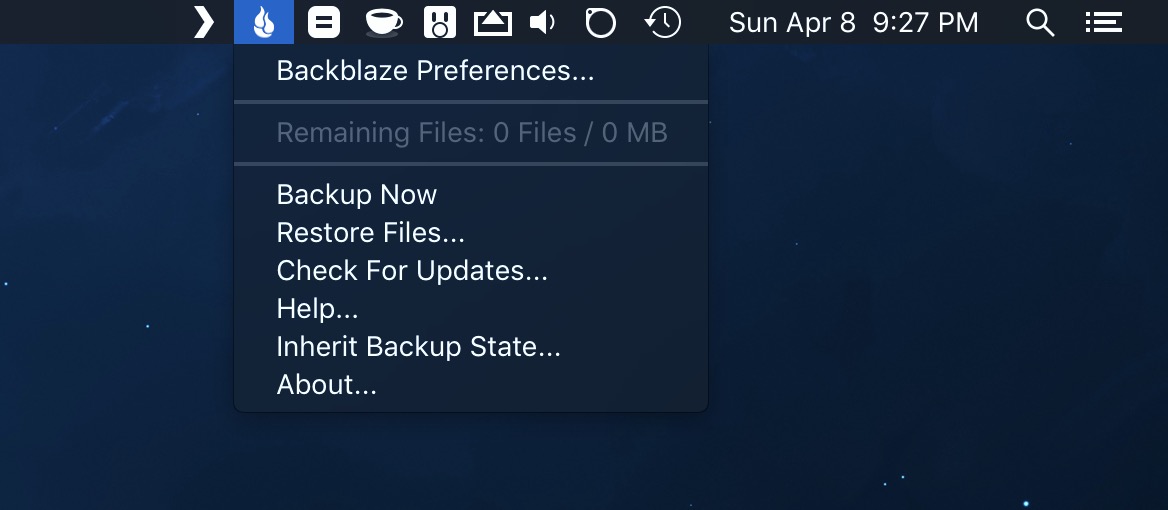 Sun Apr 8 9:27 PM
Backblaze Preferences...
Remaining Files: 0 Files / 0 MB
Backup Now
Restore Files...
Check For Updates...
Help...
Inherit Backup State...
About...